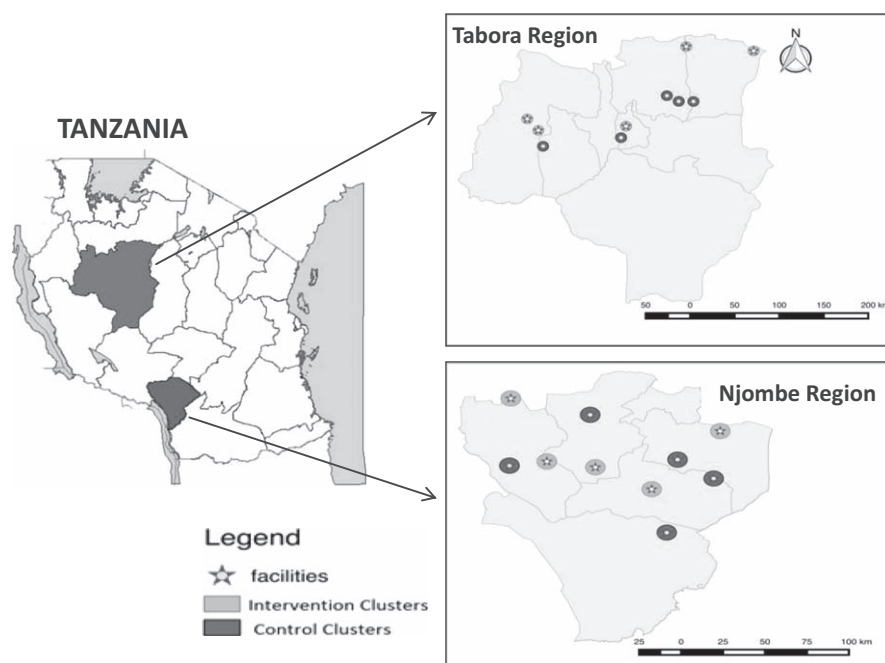 Tabora Region
N
50 0 50 100 150 200 km
TANZANIA
Njombe Region
25 0 25 50 75 100 km
Legend
facilities
Intervention Clusters
Control Clusters